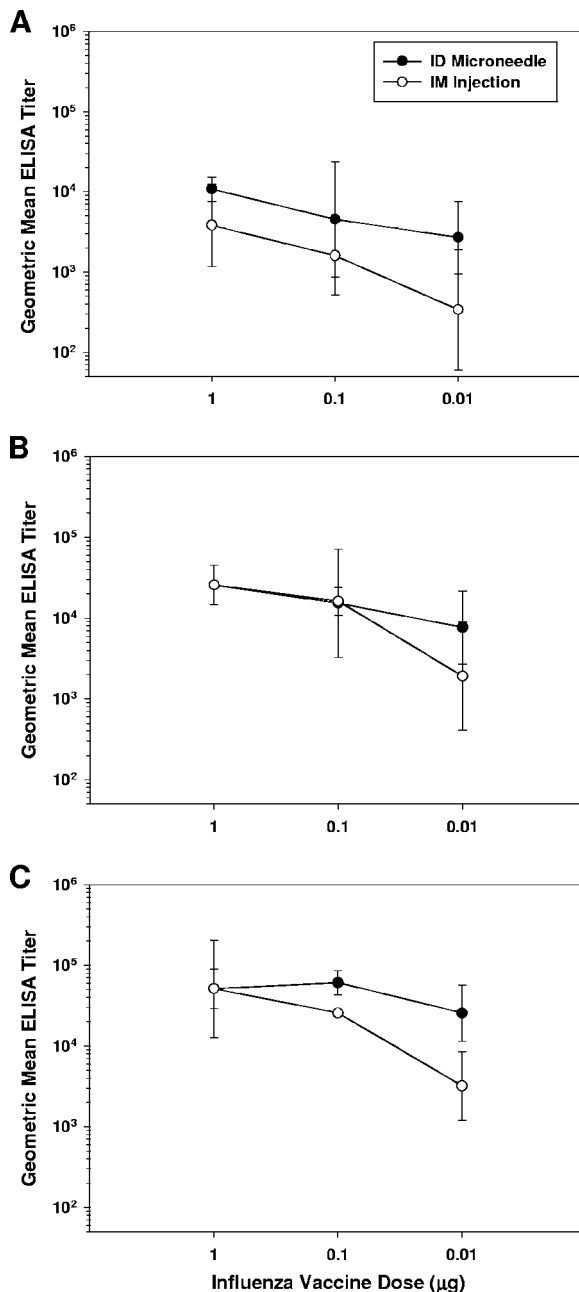 A
10⁶
ID Microneedle
IM Injection
10⁵
10⁴
10³
10²
Geometric Mean ELISA Titer
1 0.1 0.01
B
10⁶
10⁵
10⁴
10³
10²
Geometric Mean ELISA Titer
1 0.1 0.01
C
10⁶
10⁵
10⁴
10³
10²
Geometric Mean ELISA Titer
1 0.1 0.01
Influenza Vaccine Dose (μg)